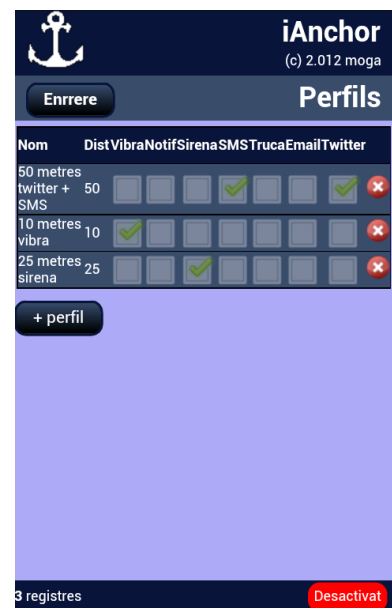 iAnchor
(c) 2.012 moga
Enrrere
Perfils
Nom Dist Vibra Notif Sirena SMS Truca Email Twitter
50 metres
twitter + 50
SMS
10 metres 10
vibra
25 metres 25
sirena
+ perfil
3 registres
Desactivat